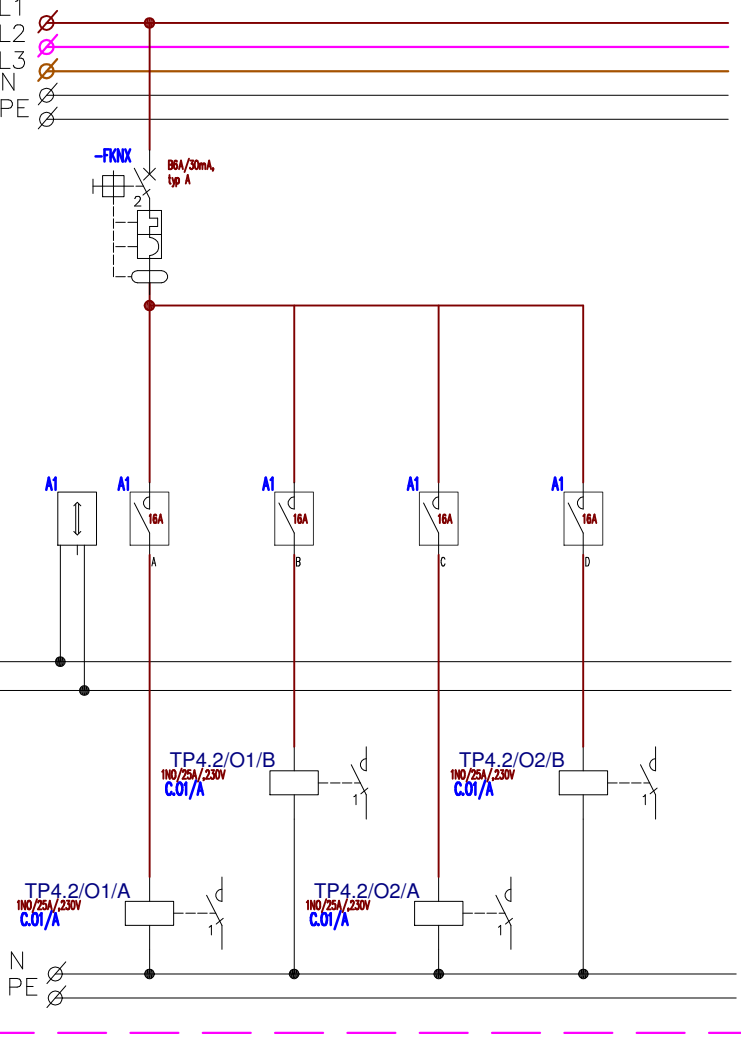 L1
L2
L3
N
PE
-FKNX
B6A/30mA,
typ A
2
A1
A1
A1
A1
A1
16A
16A
16A
16A
A
B
C
D
TP4.2/O1/B
1NO/25A/,230V
C.01/A
1
TP4.2/O2/B
1NO/25A/,230V
C.01/A
1
TP4.2/O1/A
1NO/25A/,230V
C.01/A
1
TP4.2/O2/A
1NO/25A/,230V
C.01/A
1
N
PE